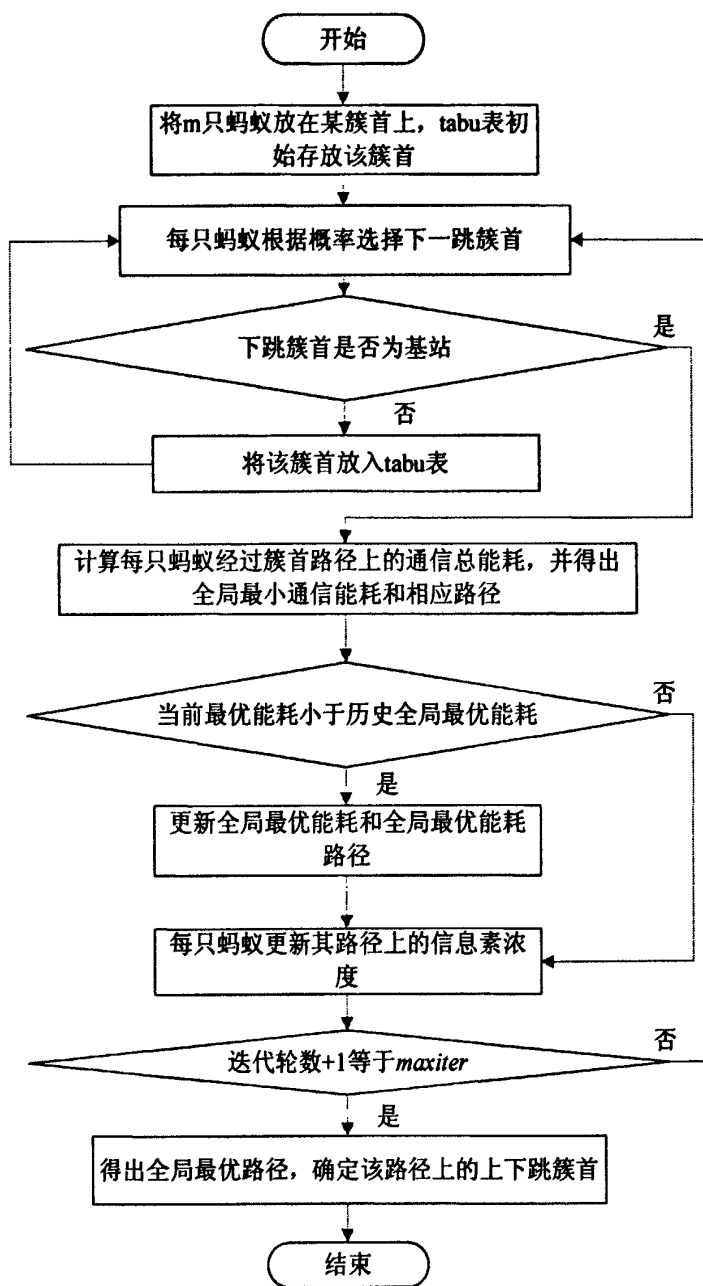 开始
将m只蚂蚁放在某簇首上，tabu表初
始存放该簇首
每只蚂蚁根据概率选择下一跳簇首
下跳簇首是否为基站
是
否
将该簇首放入tabu表
计算每只蚂蚁经过簇首路径上的通信总能耗，并得出
全局最小通信能耗和相应路径
当前最优能耗小于历史全局最优能耗
否
是
更新全局最优能耗和全局最优能耗
路径
每只蚂蚁更新其路径上的信息素浓
度
迭代轮数+1等于maxiter
否
是
得出全局最优路径，确定该路径上的上下跳簇首
结束